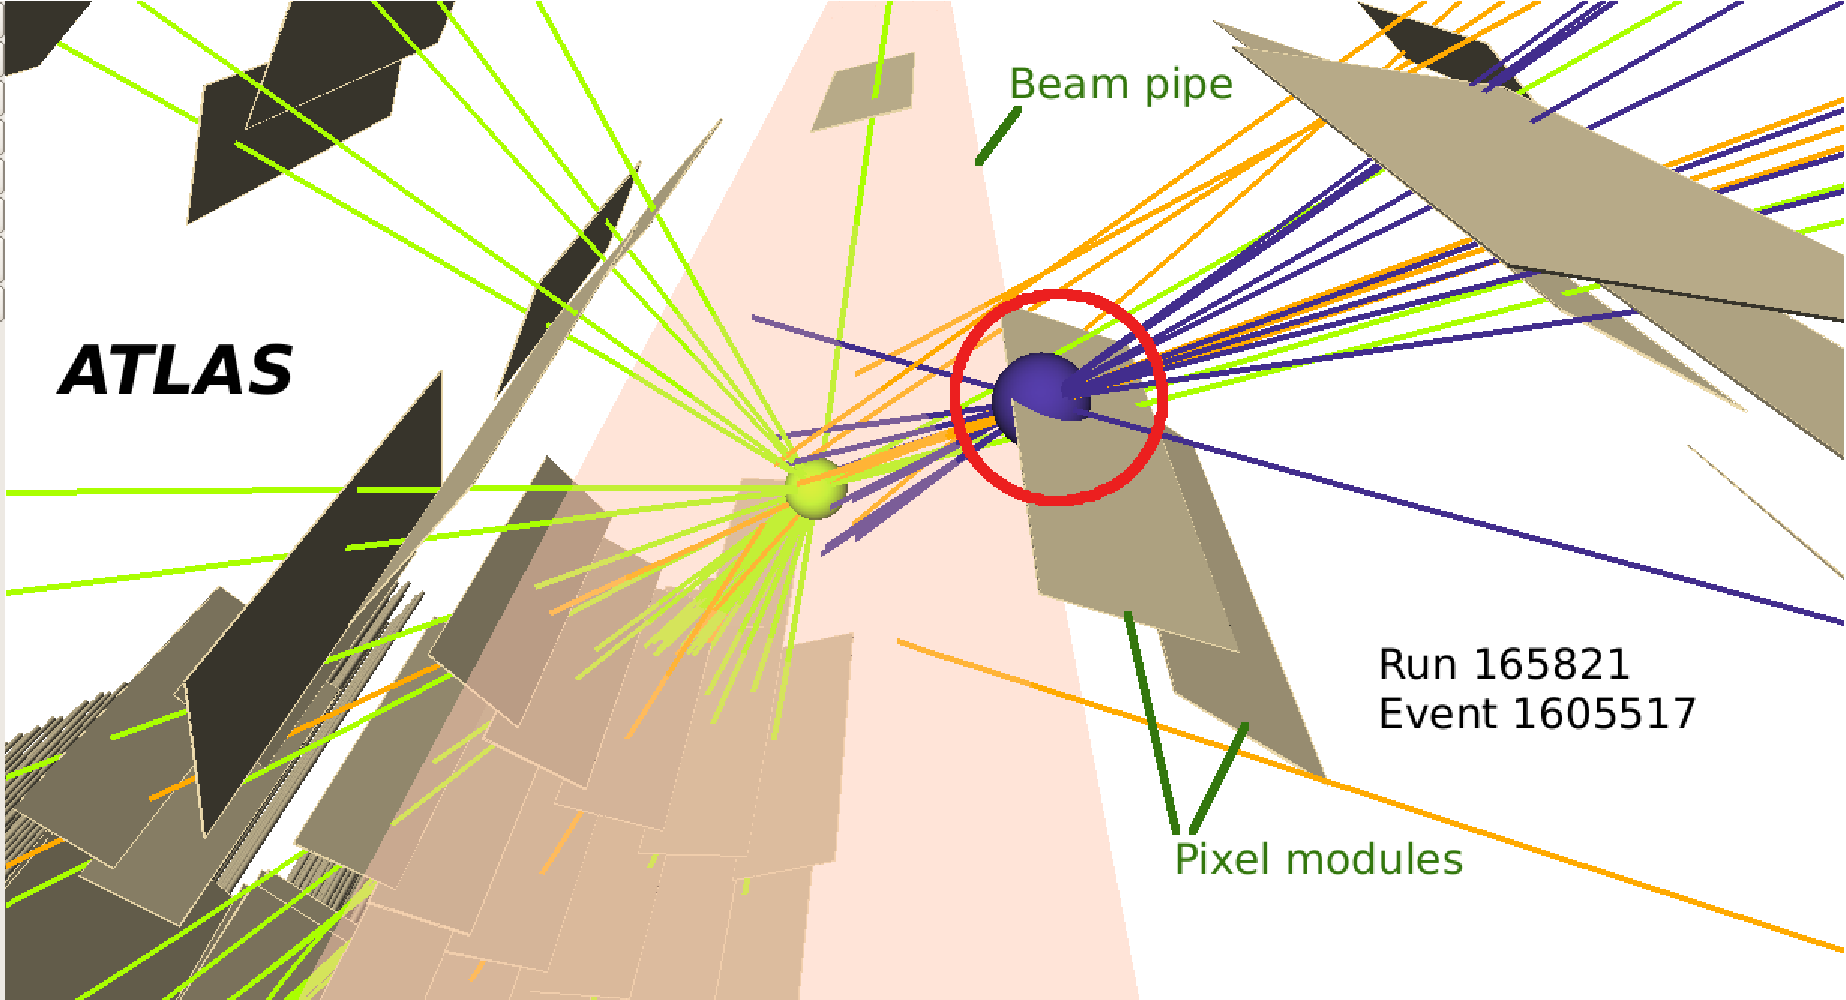 Beam pipe
ATLAS
Run 165821
Event 1605517
Pixel modules